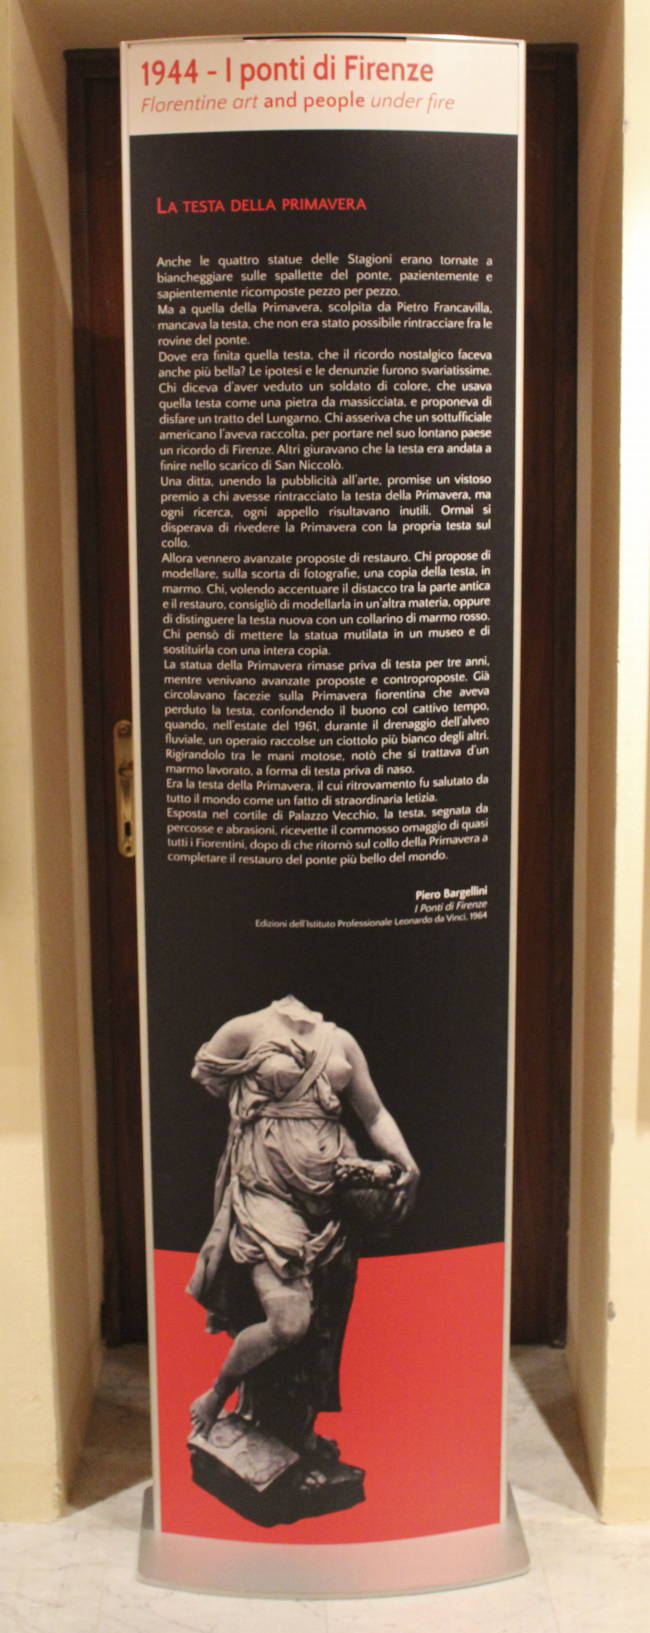 1944 - I ponti di Firenze
Florentine art and people under fire
LA TESTA DELLA PRIMAVERA
Anche le quattro statue delle Stagioni erano tornate a
biancheggiare sulle spallette del ponte, pazientemente e
sapientemente ricomposte pezzo per pezzo.
Ma a quella della Primavera, scolpita da Pietro Francavilla,
mancava la testa, che non era stato possibile rintracciare fra le
rovine del ponte.
Dove era finita quella testa, che il ricordo nostalgico faceva
anche più bella? Le ipotesi e le denunzie furono svariatissime.
Chi diceva d'aver veduto un soldato di colore, che usava
quella testa come una pietra da massicciata, e proponeva di
disfare un tratto del Lungarno. Chi asseriva che un sottufficiale
americano l'aveva raccolta, per portare nel suo lontano paese
un ricordo di Firenze. Altri giuravano che la testa era andata a
finire nello scarico di San Niccolò.
Una ditta, unendo la pubblicità all'arte, promise un vistoso
premio a chi avesse rintracciato la testa della Primavera, ma
ogni ricerca, ogni appello risultavano inutili. Ormai si
disperava di rivedere la Primavera con la propria testa sul
collo.
Allora vennero avanzate proposte di restauro. Chi propose di
modellare, sulla scorta di fotografie, una copia della testa, in
marmo. Chi, volendo accentuare il distacco tra la parte antica
e il restauro, consigliò di modellarla in un'altra materia, oppure
di distinguere la testa nuova con un collarino di marmo rosso.
Chi pensò di mettere la statua mutilata in un museo e di
sostituirla con una intera copia.
La statua della Primavera rimase priva di testa per tre anni,
mentre venivano avanzate proposte e controproposte. Già
circolavano facezie sulla Primavera fiorentina che aveva
perduto la testa, confondendo il buono col cattivo tempo,
quando, nell'estate del 1961, durante il drenaggio dell'alveo
fluviale, un operaio raccolse un ciottolo più bianco degli altri.
Rigirandolo tra le mani motose, notò che si trattava d'un
marmo lavorato, a forma di testa priva di naso.
Era la testa della Primavera, il cui ritrovamento fu salutato da
tutto il mondo come un fatto di straordinaria letizia.
Esposta nel cortile di Palazzo Vecchio, la testa, segnata da
percosse e abrasioni, ricevette il commosso omaggio di quasi
tutti i Fiorentini, dopo di che ritornò sul collo della Primavera a
completare il restauro del ponte più bello del mondo.
Piero Bargellini
I Ponti di Firenze
Edizioni dell'Istituto Professionale Leonardo da Vinci, 1964